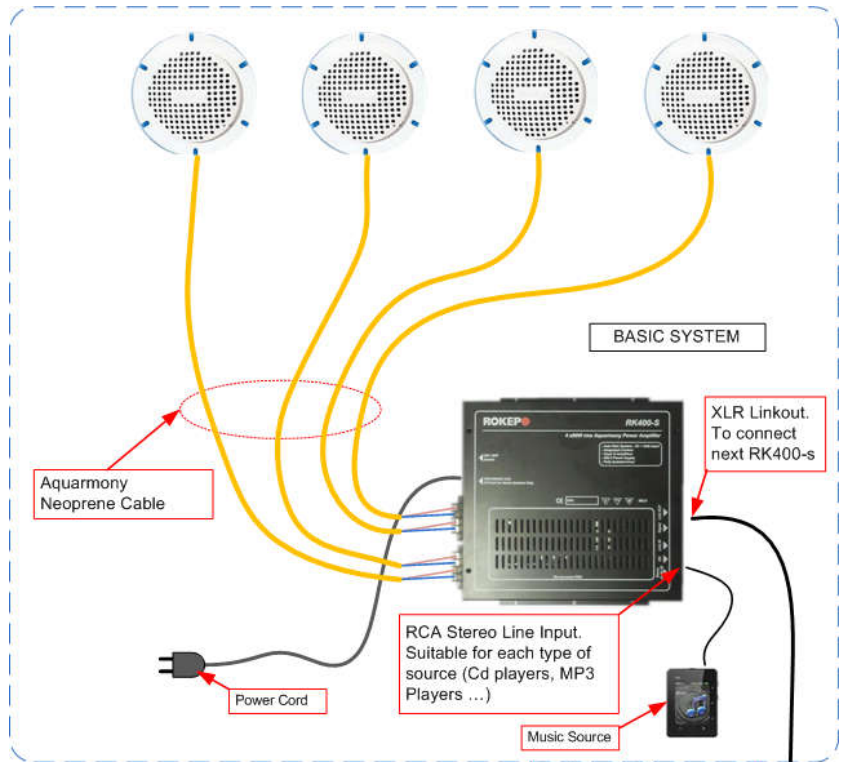 BASIC SYSTEM
ROKEPO
RK400-S
XLR Linkout.
To connect
next RK400-s
Aquarmony
Neoprene Cable
RCA Stereo Line Input.
Suitable for each type of
source (Cd players, MP3
Players …)
Power Cord
Music Source